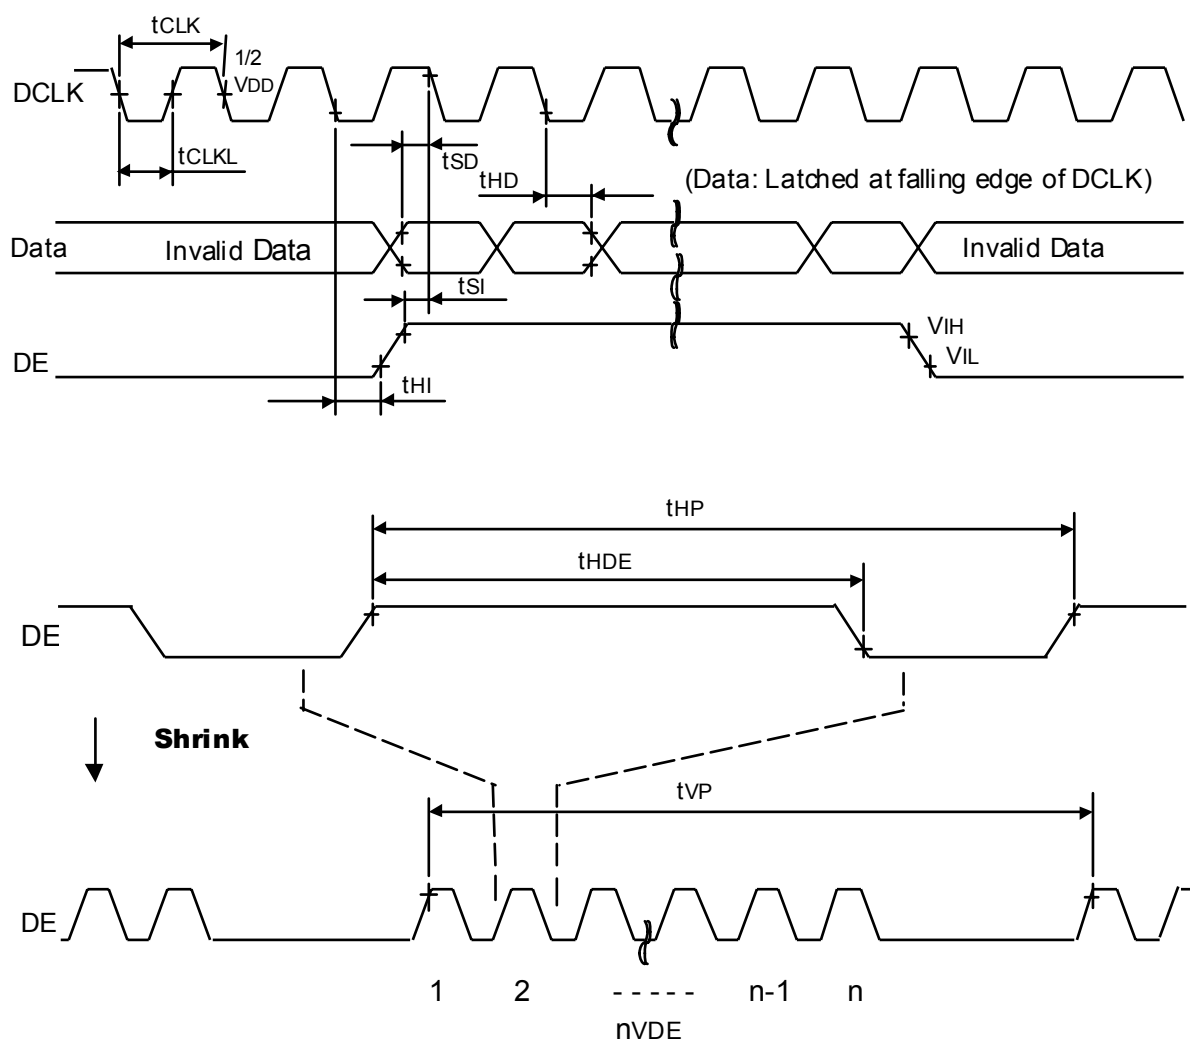 tCLK
1/2
VDD
DCLK
tCLKL
tSD
tHD
(Data: Latched at falling edge of DCLK)
Data
Invalid Data
Invalid Data
tSI
VIH
DE
VIL
tHI
tHP
tHDE
DE
Shrink
tVP
DE
1 2 ----- n-1 n
nVDE